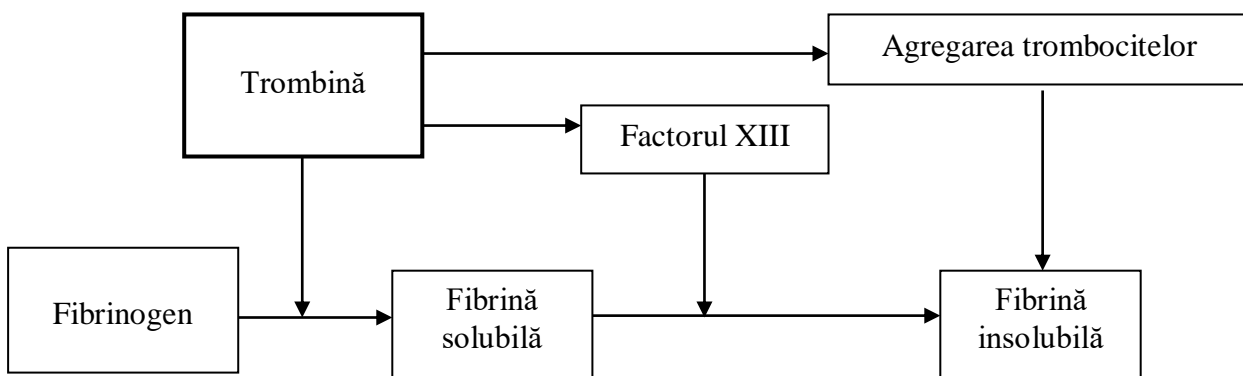 Agregarea trombocitelor
Trombină
Factorul XIII
Fibrinogen
Fibrină
solubilă
Fibrină
insolubilă